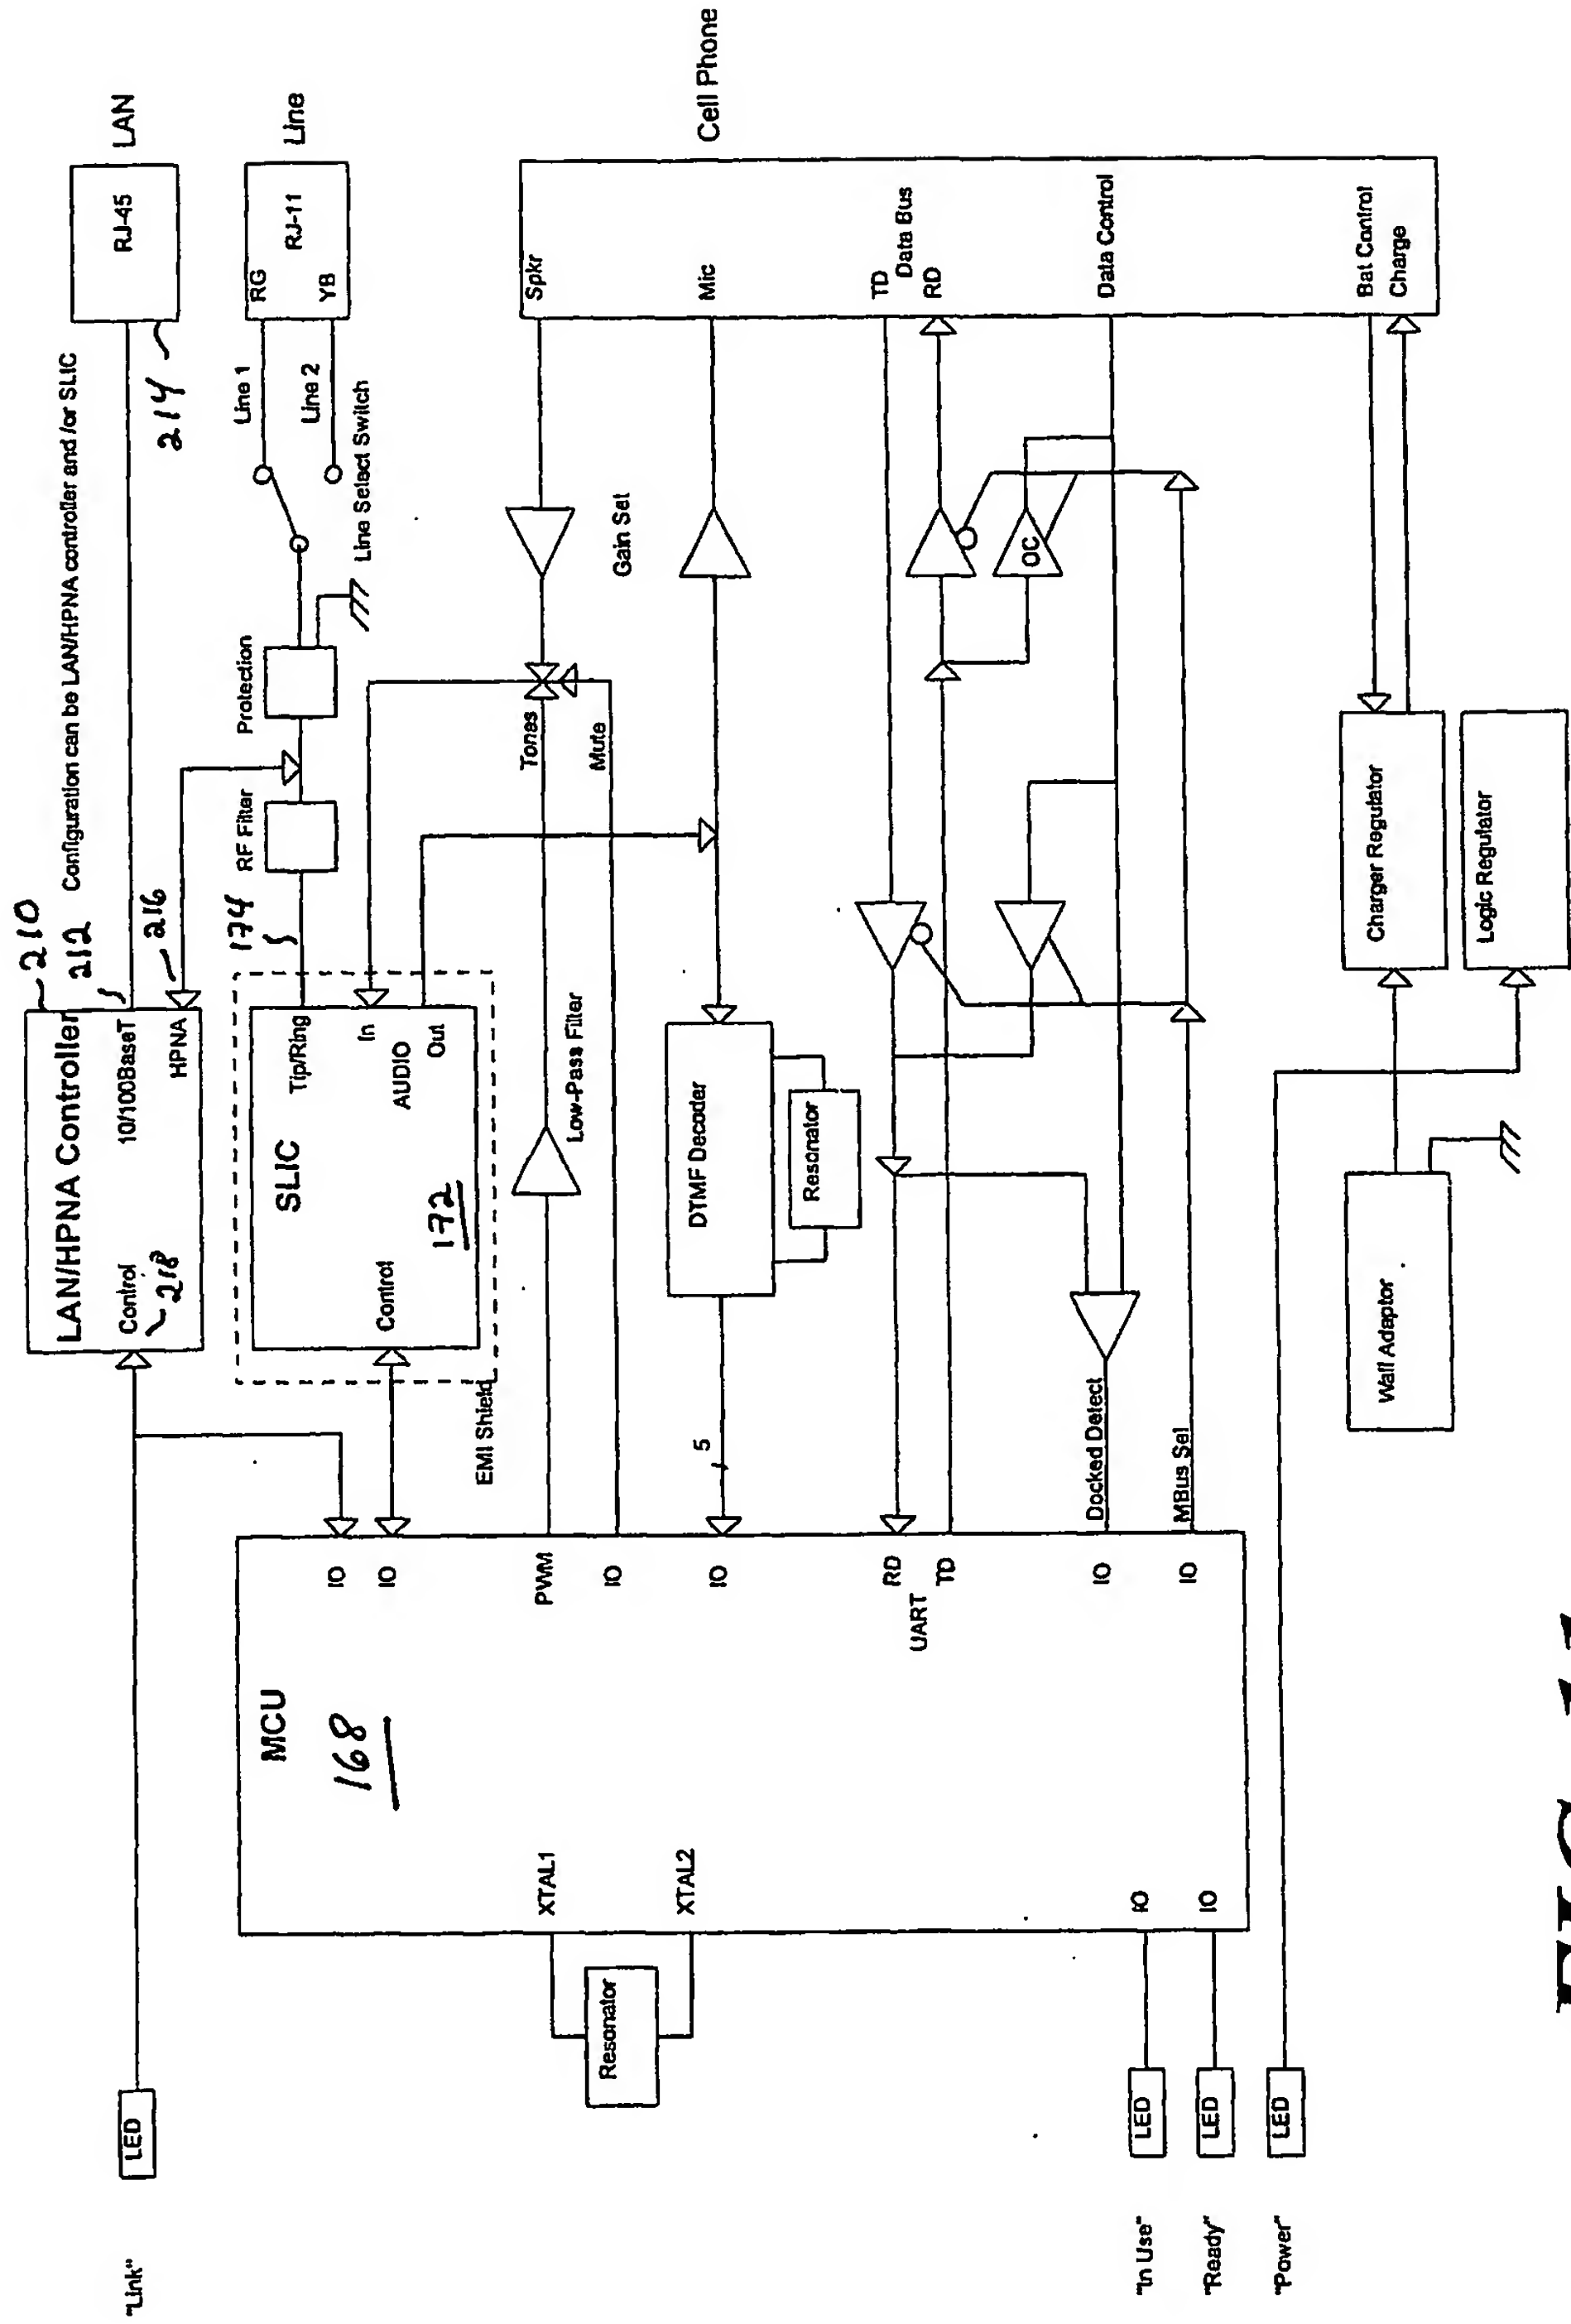 "Link"
LED
LAN/HPNA Controller
Control
10/100BaseT
HPNA
210
212
216
218
Configuration can be LAN/HPNA controller and /or SLIC
214
RJ-45
LAN
SLIC
Tip/Ring
In
AUDIO
Out
Control
172
EMI Shield
174
RF Filter
Protection
Line 1
Line 2
Line Select Switch
RG
YB
RJ-11
Line
MCU
168
IO
IO
PWM
IO
IO
RD
UART
TD
IO
IO
XTAL1
XTAL2
Resonator
IO
IO
Low-Pass Filter
Tones
Mute
Gain Set
5
DTMF Decoder
Resonator
Docked Detect
MBus Sel
OC
Spkr
Mic
TD
Data Bus
RD
Data Control
Bat Control
Charge
Cell Phone
"In Use"
LED
"Ready"
LED
"Power"
LED
Wall Adaptor
Charger Regulator
Logic Regulator